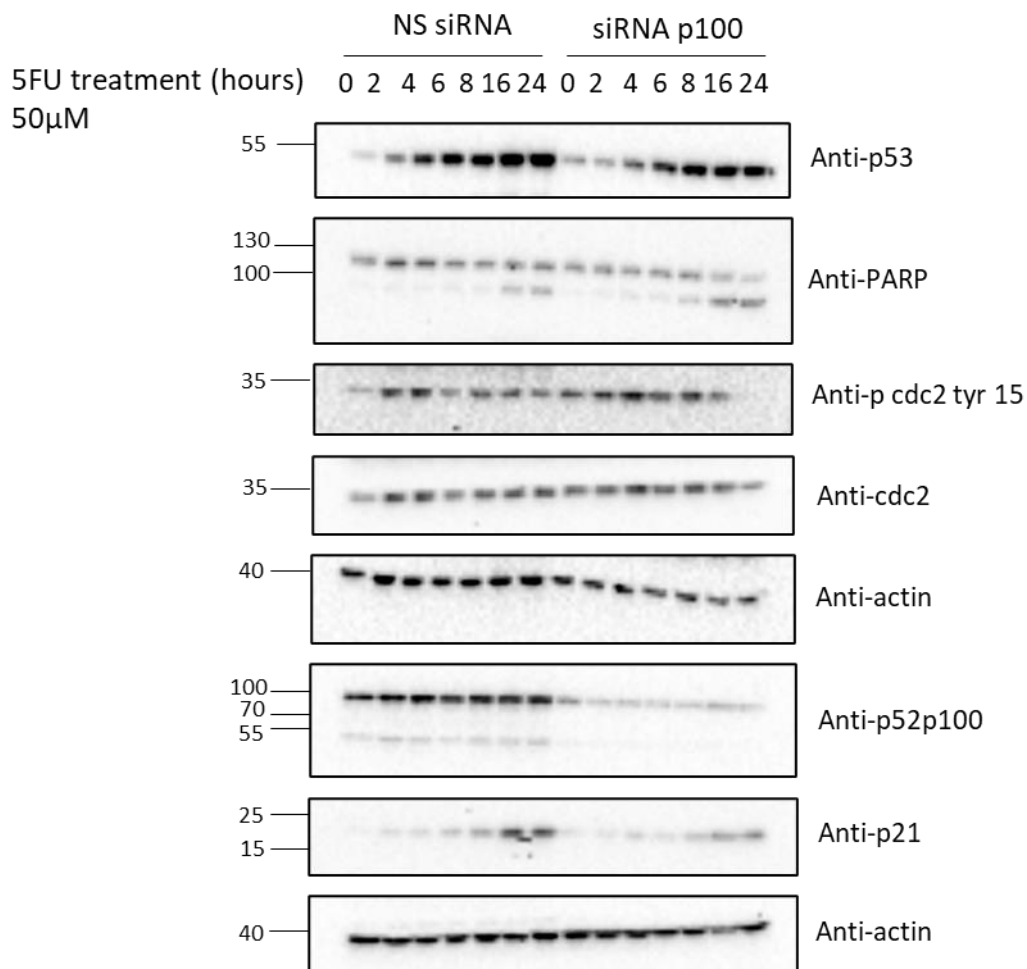 NS siRNA siRNA p100
5FU treatment (hours) 0 2 4 6 8 16 24 0 2 4 6 8 16 24
50µM
55 Anti-p53
130
100 Anti-PARP
35 Anti-p cdc2 tyr 15
35 Anti-cdc2
40 Anti-actin
100
70 Anti-p52p100
55
25 Anti-p21
15
40 Anti-actin